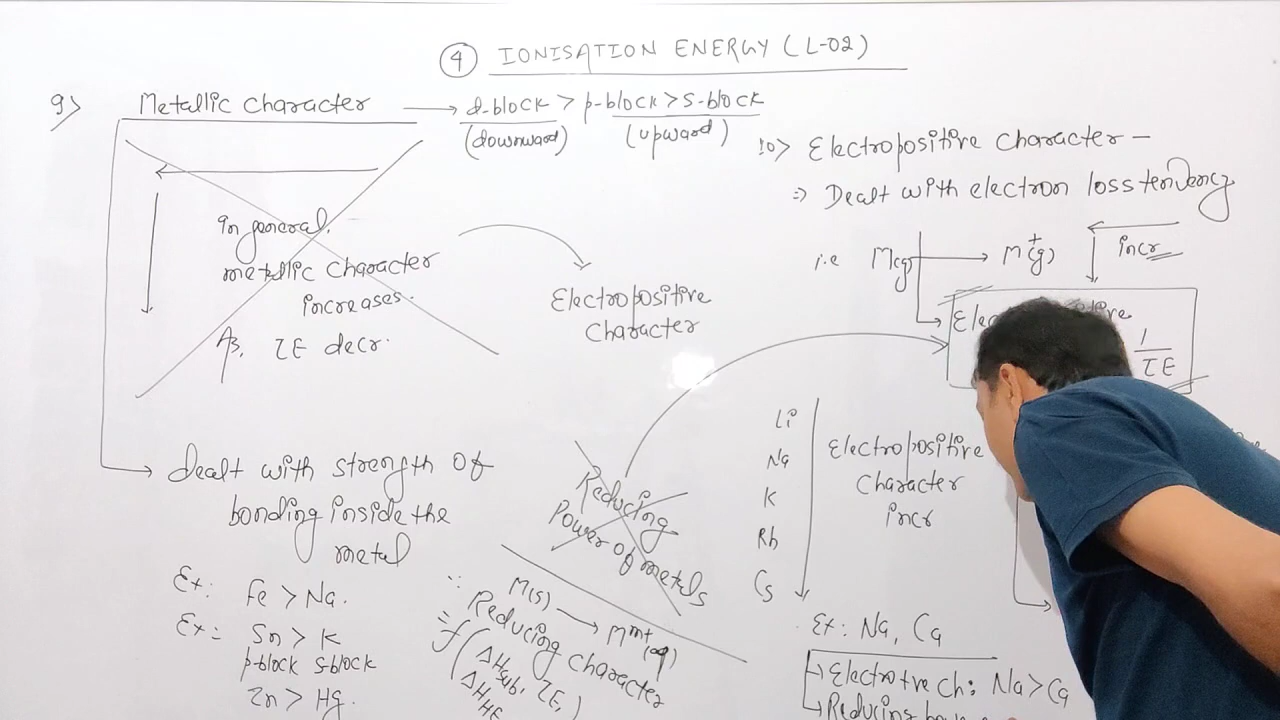 ④ IONISATION ENERGY (L-02)
9> Metallic character → d-block > p-block > s-block
(downward) (upward)
In general,
metallic character
increases.
As, IE decr.
Electropositive
character
Dealt with strength of
bonding inside the
metal
Ex: Fe > Na.
Ex: Sn > K
p-block s-block
Zn > Hg.
Reducing
Power of metals
M(s) → Mⁿ⁺(aq)
∵ Reducing character
= f(ΔHsub, IE,
ΔHHE )
10> Electropositive character –
⇒ Dealt with electron loss tendency
i.e M(g) → M⁺(g) incr
1/IE
Li
Na
K
Rb
Cs
Electropositive
character
incr
Ex: Na, Ca
Electro+ve ch: Na > Ca
Reducing